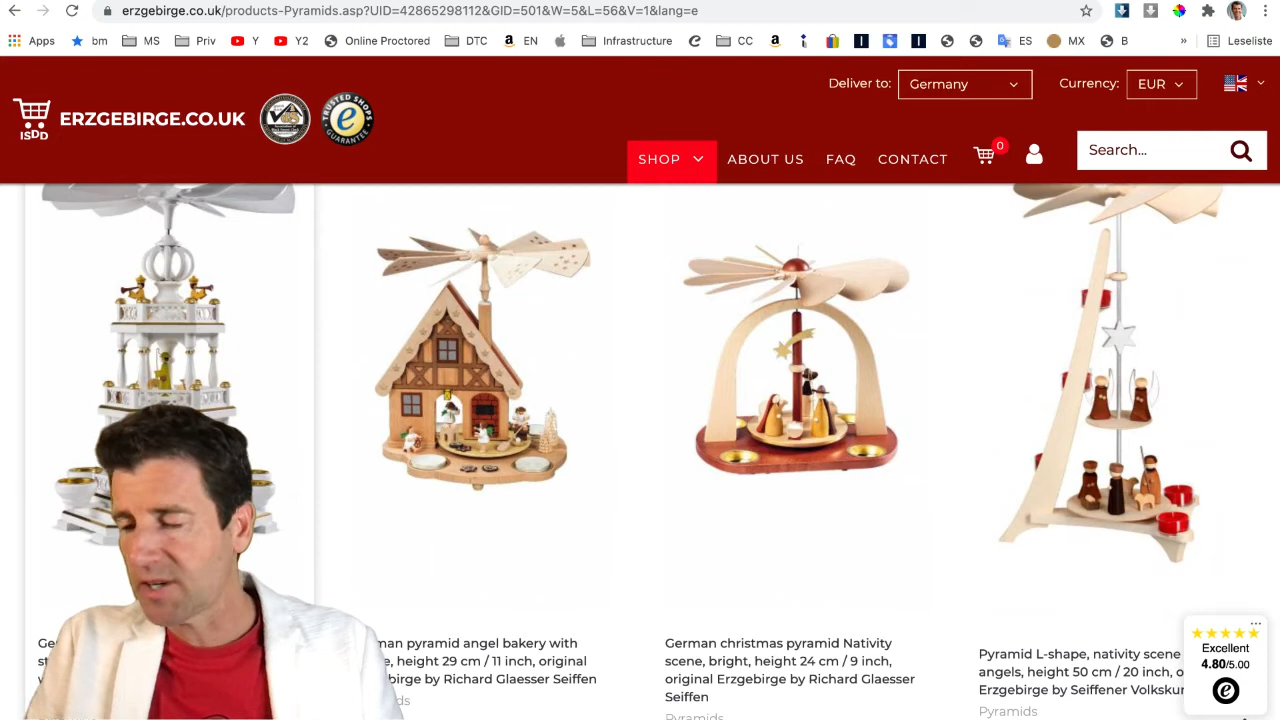 erzgebirge.co.uk/products-Pyramids.asp?UID=42865298112&GID=501&W=5&L=56&V=1&lang=e
Apps bm MS Priv Y Y2 Online Proctored DTC EN Infrastructure CC ES MX B » Leseliste
Deliver to: Germany Currency: EUR
ISDD ERZGEBIRGE.CO.UK TRUSTED SHOPS GUARANTEE
SHOP ABOUT US FAQ CONTACT 0 Search...
man pyramid angel bakery with
height 29 cm / 11 inch, original
birge by Richard Glaesser Seiffen
German christmas pyramid Nativity
scene, bright, height 24 cm / 9 inch,
original Erzgebirge by Richard Glaesser
Seiffen
Pyramids
Pyramid L-shape, nativity scene
angels, height 50 cm / 20 inch, o
Erzgebirge by Seiffener Volksku
Pyramids
Excellent
4.80/5.00